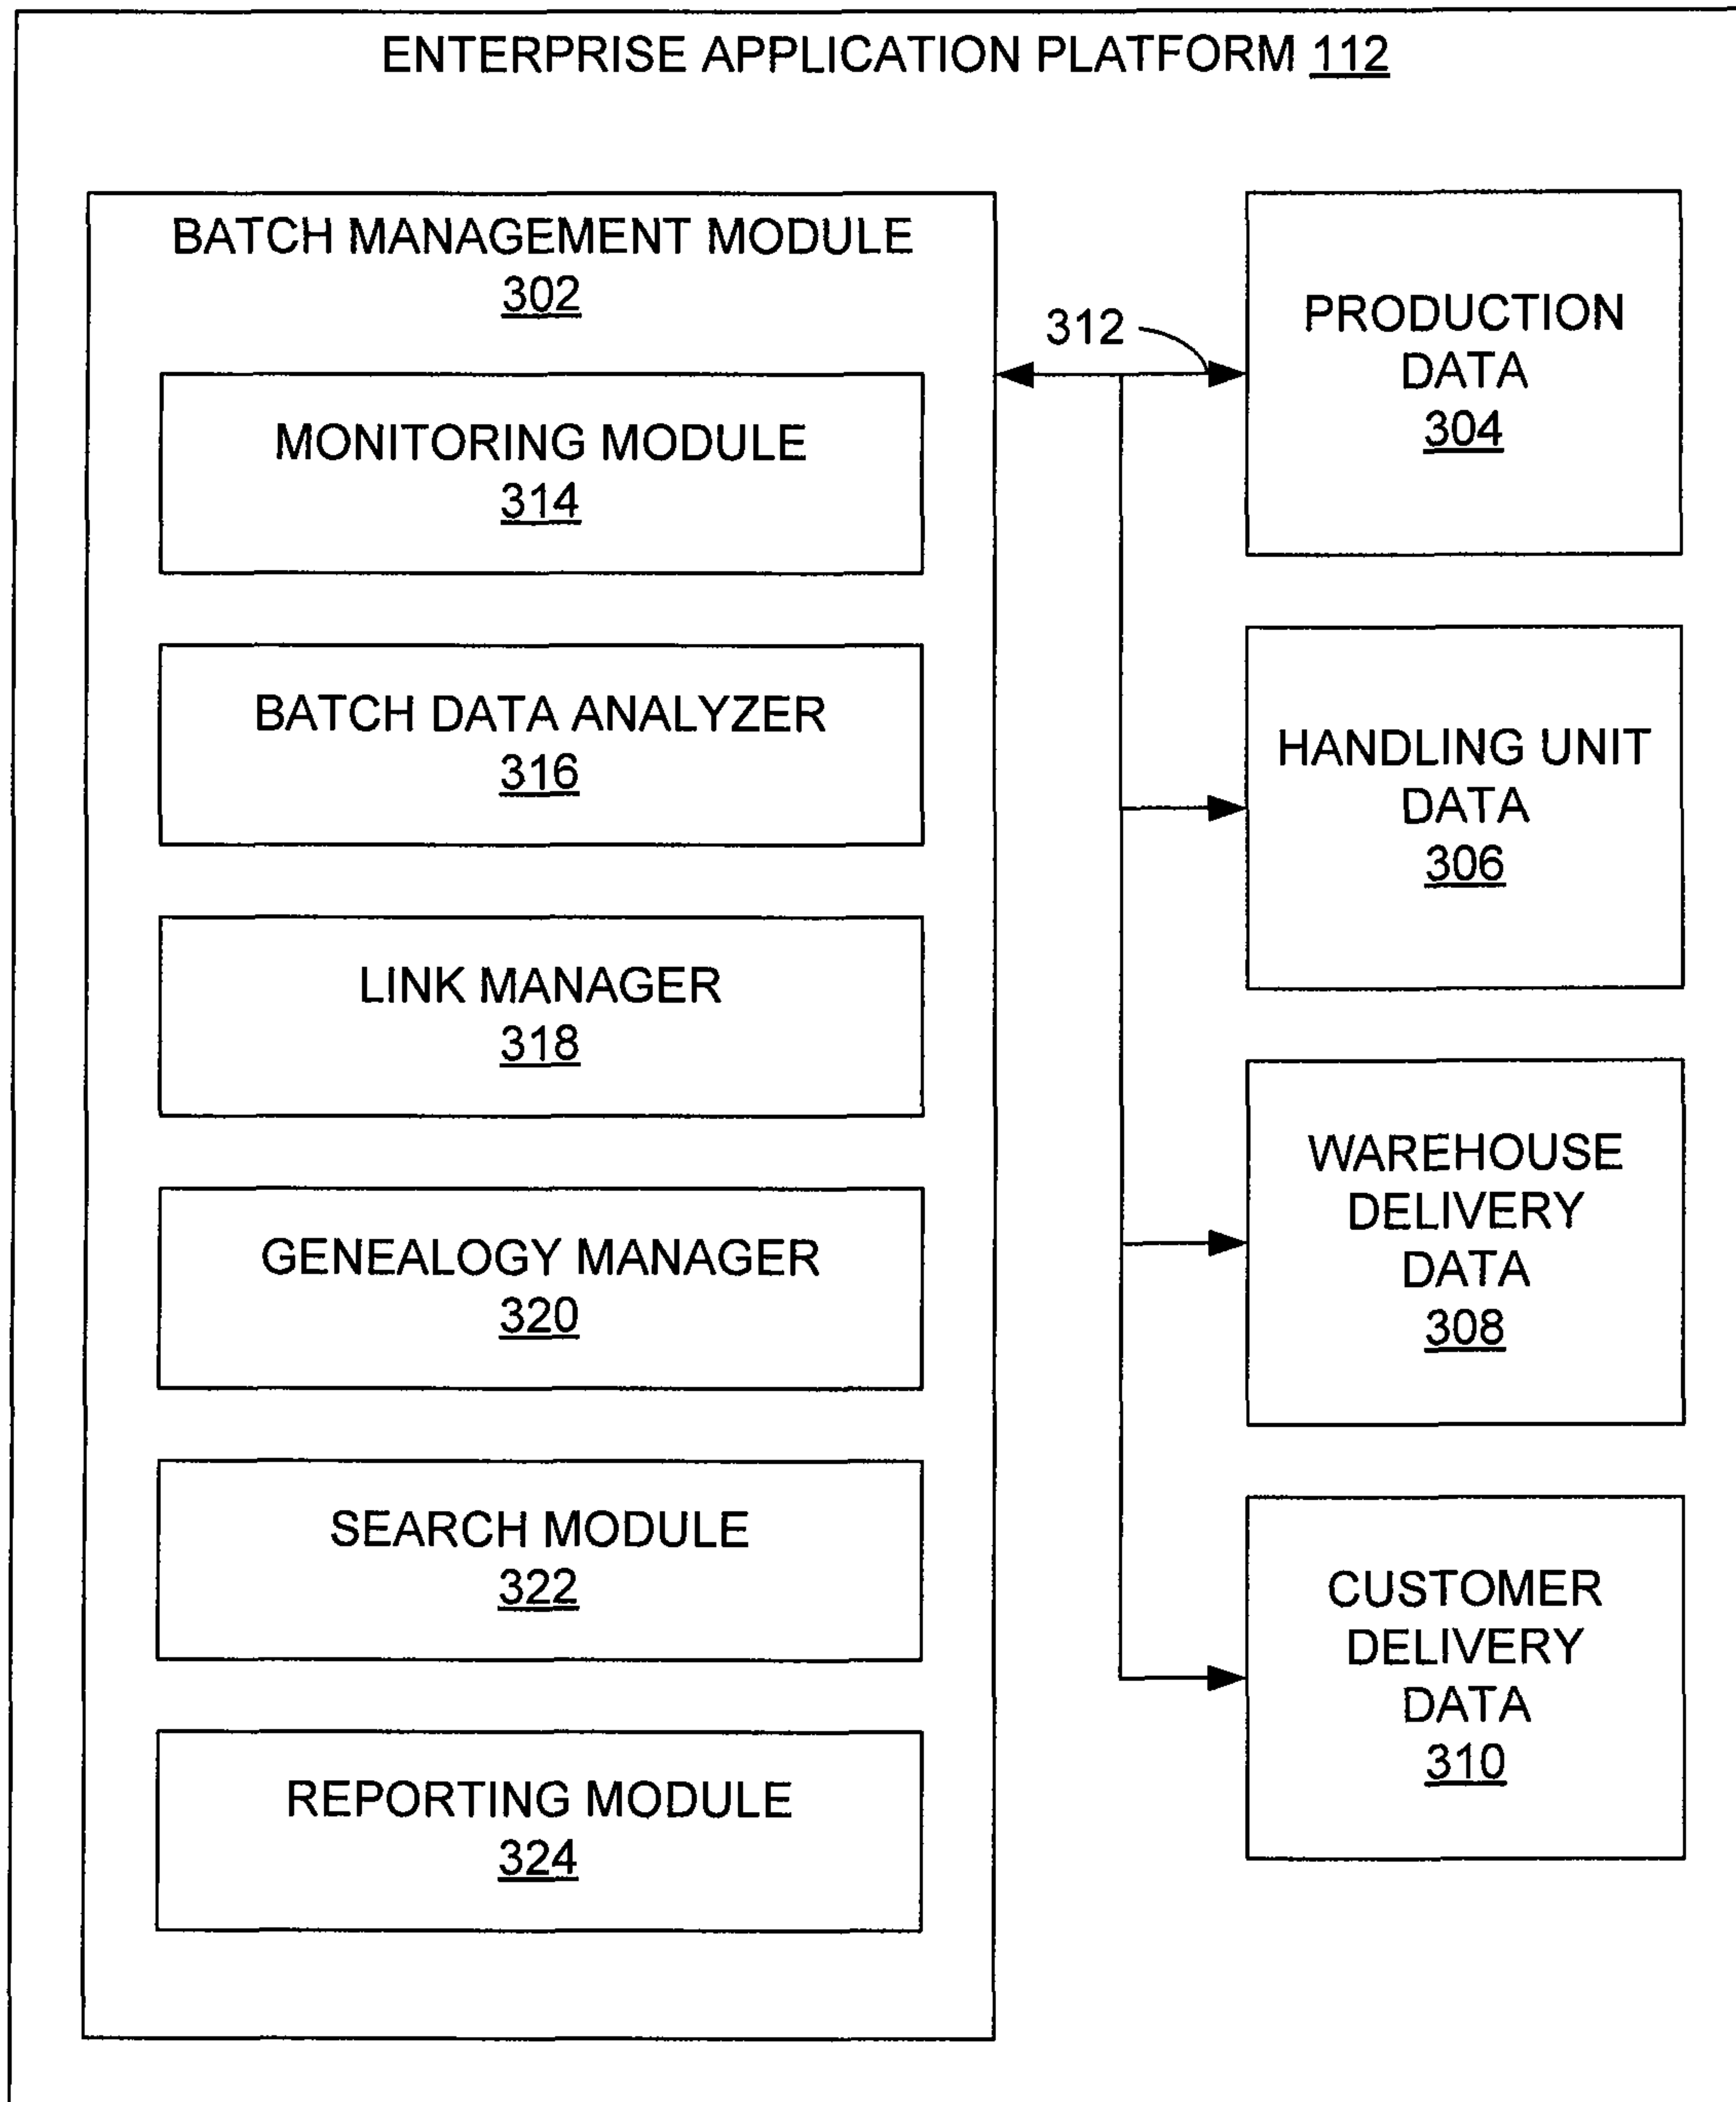 ENTERPRISE APPLICATION PLATFORM 112
BATCH MANAGEMENT MODULE
302
MONITORING MODULE
314
BATCH DATA ANALYZER
316
LINK MANAGER
318
GENEALOGY MANAGER
320
SEARCH MODULE
322
REPORTING MODULE
324
312
PRODUCTION
DATA
304
HANDLING UNIT
DATA
306
WAREHOUSE
DELIVERY
DATA
308
CUSTOMER
DELIVERY
DATA
310